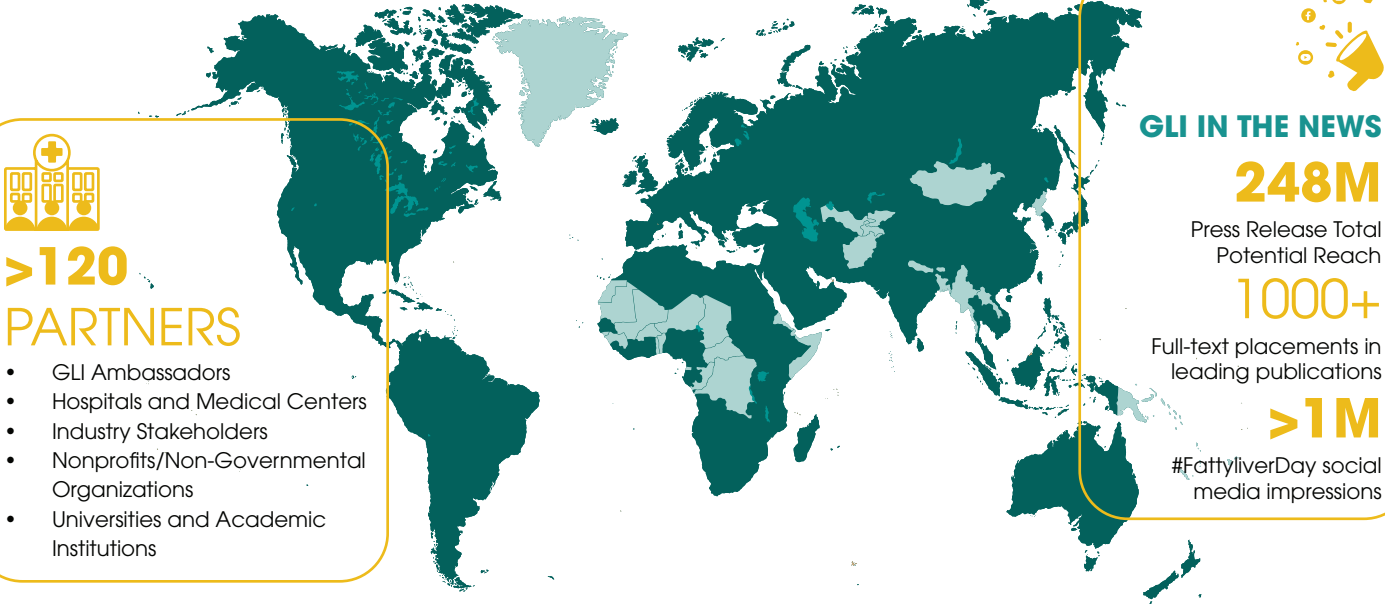 >120
PARTNERS
• GLI Ambassadors
• Hospitals and Medical Centers
• Industry Stakeholders
• Nonprofits/Non-Governmental
Organizations
• Universities and Academic
Institutions
GLI IN THE NEWS
248M
Press Release Total
Potential Reach
1000+
Full-text placements in
leading publications
>1M
#FattyliverDay social
media impressions